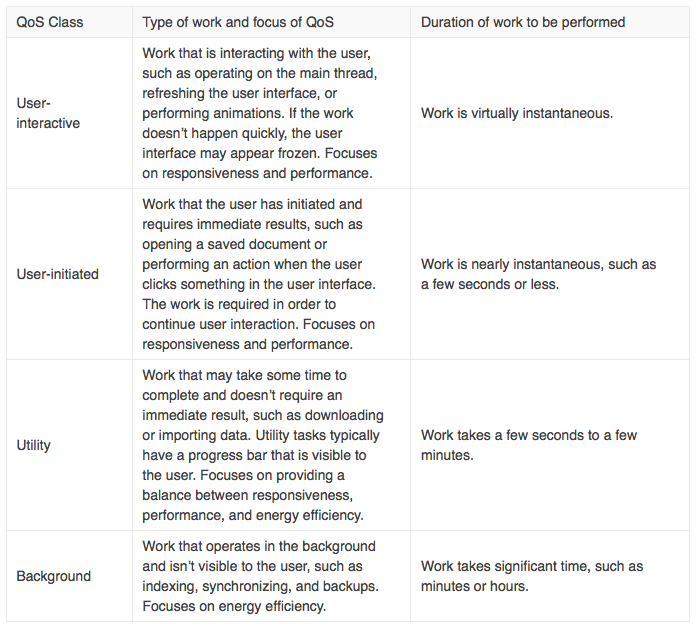 QoS Class
Type of work and focus of QoS
Duration of work to be performed
User-
interactive
Work that is interacting with the user,
such as operating on the main thread,
refreshing the user interface, or
performing animations. If the work
doesn’t happen quickly, the user
interface may appear frozen. Focuses
on responsiveness and performance.
Work is virtually instantaneous.
User-initiated
Work that the user has initiated and
requires immediate results, such as
opening a saved document or
performing an action when the user
clicks something in the user interface.
The work is required in order to
continue user interaction. Focuses on
responsiveness and performance.
Work is nearly instantaneous, such as
a few seconds or less.
Utility
Work that may take some time to
complete and doesn’t require an
immediate result, such as downloading
or importing data. Utility tasks typically
have a progress bar that is visible to
the user. Focuses on providing a
balance between responsiveness,
performance, and energy efficiency.
Work takes a few seconds to a few
minutes.
Background
Work that operates in the background
and isn’t visible to the user, such as
indexing, synchronizing, and backups.
Focuses on energy efficiency.
Work takes significant time, such as
minutes or hours.